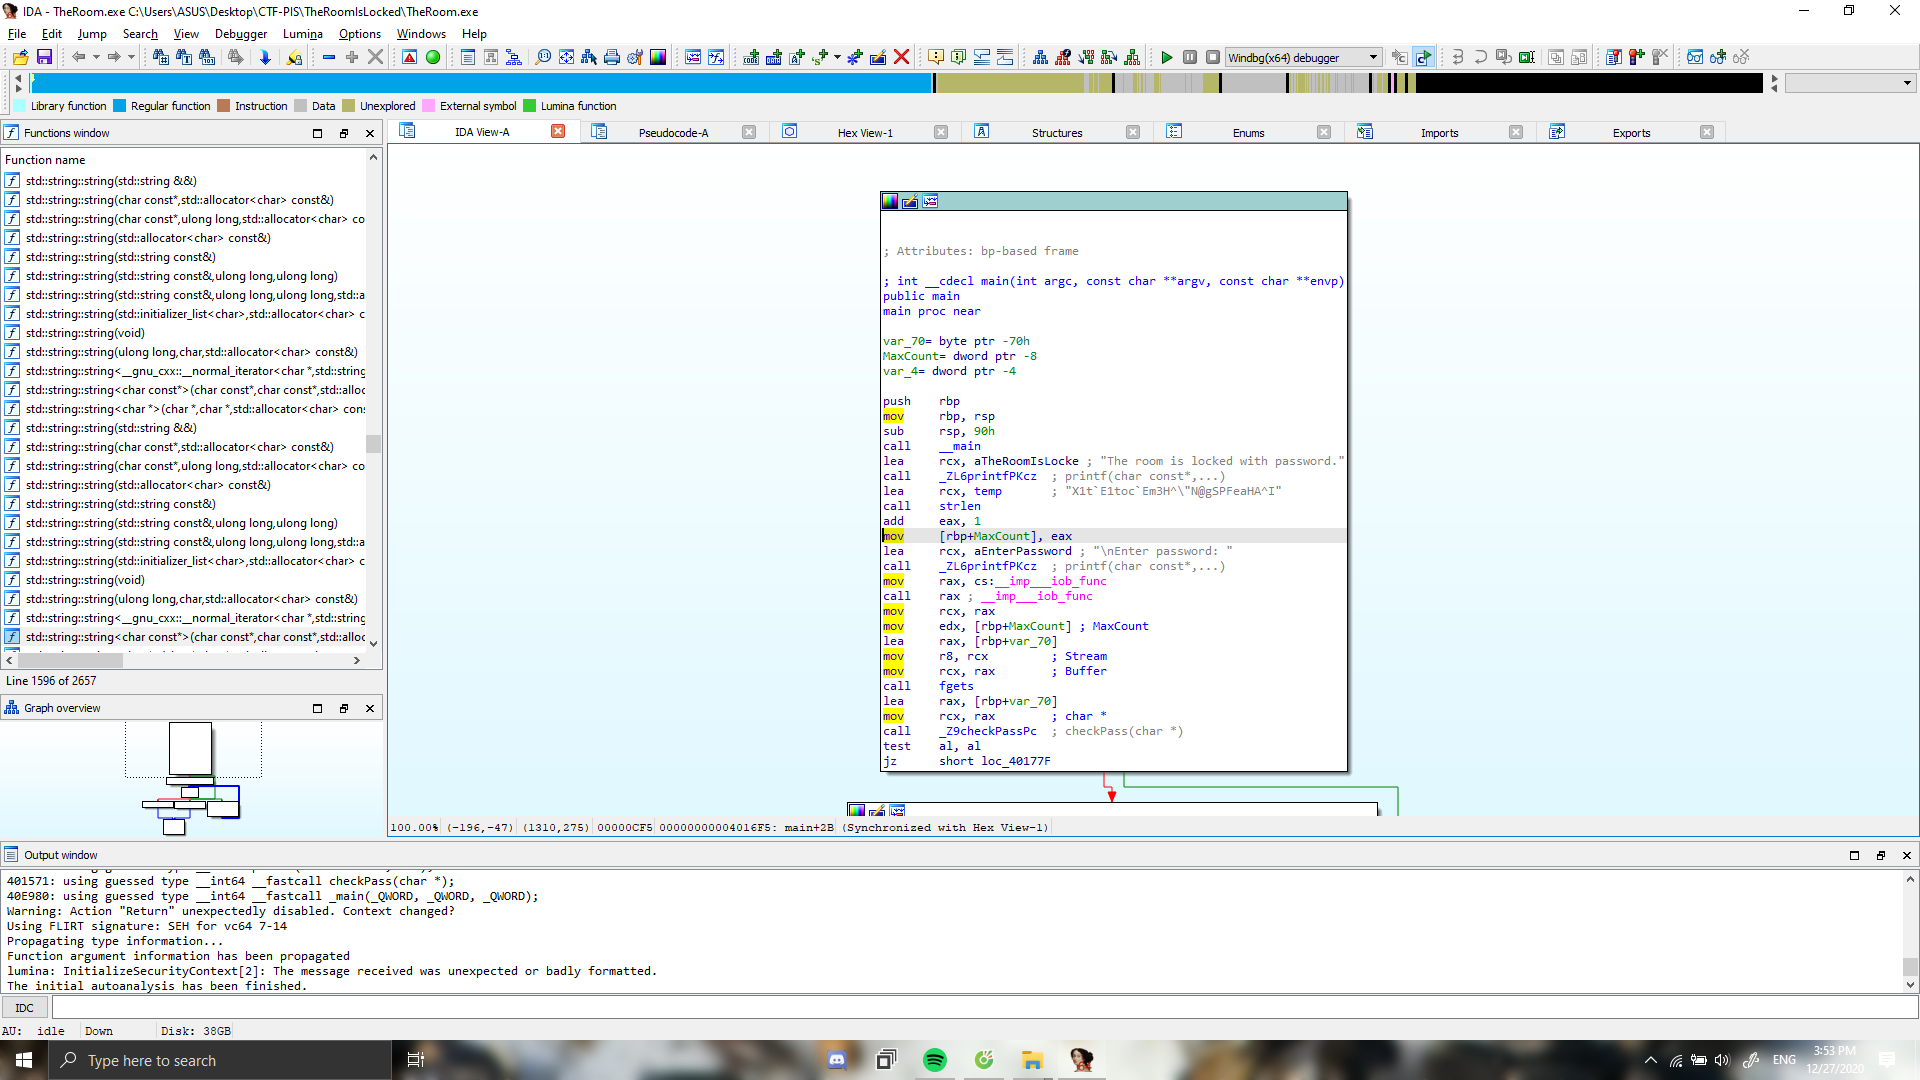 IDA - TheRoom.exe C:\Users\ASUS\Desktop\CTF-PIS\TheRoomIsLocked\TheRoom.exe
File Edit Jump Search View Debugger Lumina Options Windows Help
Windbg(x64) debugger
Library function Regular function Instruction Data Unexplored External symbol Lumina function
Functions window
IDA View-A Pseudocode-A Hex View-1 Structures Enums Imports Exports
Function name
std::string::string(std::string &&)
std::string::string(char const*,std::allocator<char> const&)
std::string::string(char const*,ulong long,std::allocator<char> co
std::string::string(std::allocator<char> const&)
std::string::string(std::string const&)
std::string::string(std::string const&,ulong long,ulong long)
std::string::string(std::string const&,ulong long,ulong long,std::a
std::string::string(std::initializer_list<char>,std::allocator<char> c
std::string::string(void)
std::string::string(ulong long,char,std::allocator<char> const&)
std::string::string<__gnu_cxx::__normal_iterator<char *,std::string
std::string::string<char const*>(char const*,char const*,std::alloc
std::string::string<char *>(char *,char *,std::allocator<char> cons
std::string::string(std::string &&)
std::string::string(char const*,std::allocator<char> const&)
std::string::string(char const*,ulong long,std::allocator<char> co
std::string::string(std::allocator<char> const&)
std::string::string(std::string const&)
std::string::string(std::string const&,ulong long,ulong long)
std::string::string(std::string const&,ulong long,ulong long,std::a
std::string::string(std::initializer_list<char>,std::allocator<char> c
std::string::string(void)
std::string::string(ulong long,char,std::allocator<char> const&)
std::string::string<__gnu_cxx::__normal_iterator<char *,std::string
std::string::string<char const*>(char const*,char const*,std::alloc
Line 1596 of 2657
Graph overview
; Attributes: bp-based frame
; int __cdecl main(int argc, const char **argv, const char **envp)
public main
main proc near
var_70= byte ptr -70h
MaxCount= dword ptr -8
var_4= dword ptr -4
push rbp
mov rbp, rsp
sub rsp, 90h
call __main
lea rcx, aTheRoomIsLocke ; "The room is locked with password."
call _ZL6printfPKcz ; printf(char const*,...)
lea rcx, temp ; "X1t`E1toc`Em3H^\"N@gSPFeaHA^I"
call strlen
add eax, 1
mov [rbp+MaxCount], eax
lea rcx, aEnterPassword ; "\nEnter password: "
call _ZL6printfPKcz ; printf(char const*,...)
mov rax, cs:__imp___iob_func
call rax ; __imp___iob_func
mov rcx, rax
mov edx, [rbp+MaxCount] ; MaxCount
lea rax, [rbp+var_70]
mov r8, rcx ; Stream
mov rcx, rax ; Buffer
call fgets
lea rax, [rbp+var_70]
mov rcx, rax ; char *
call _Z9checkPassPc ; checkPass(char *)
test al, al
jz short loc_40177F
100.00% (-196,-47) (1310,275) 00000CF5 00000000004016F5: main+2B (Synchronized with Hex View-1)
Output window
401571: using guessed type __int64 __fastcall checkPass(char *);
40E980: using guessed type __int64 __fastcall _main(_QWORD, _QWORD, _QWORD);
Warning: Action "Return" unexpectedly disabled. Context changed?
Using FLIRT signature: SEH for vc64 7-14
Propagating type information...
Function argument information has been propagated
lumina: InitializeSecurityContext[2]: The message received was unexpected or badly formatted.
The initial autoanalysis has been finished.
IDC
AU: idle Down Disk: 38GB
Type here to search
ENG
3:53 PM
12/27/2020